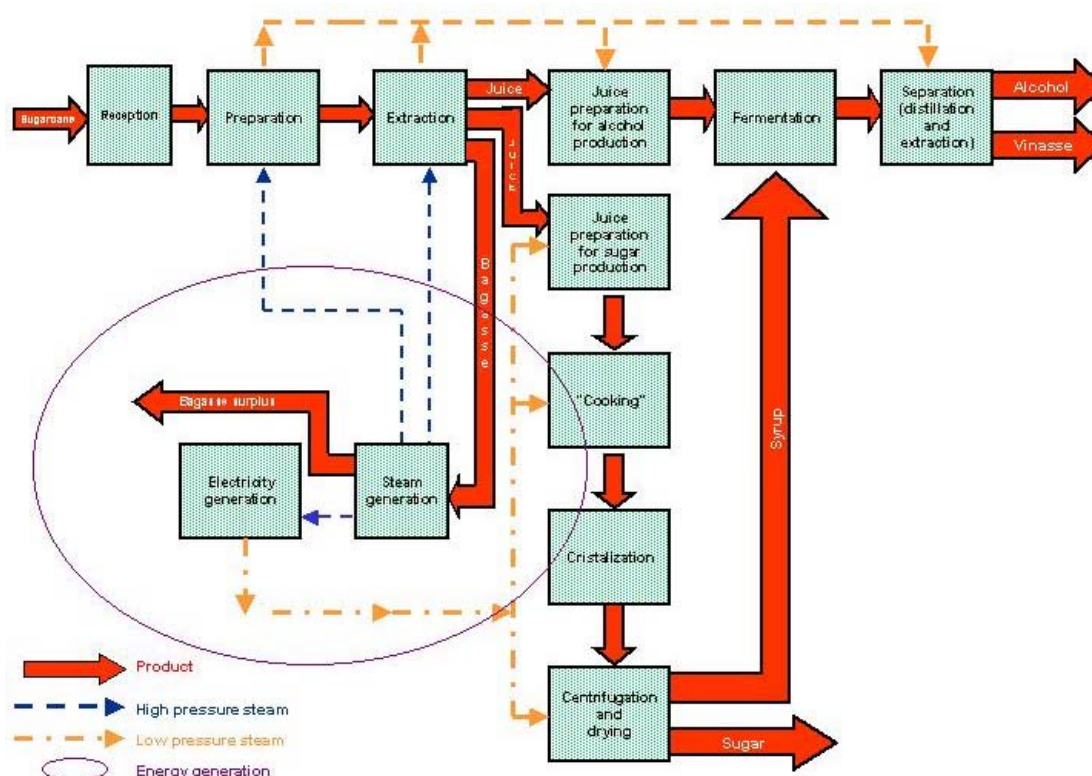 Sugarcane
Reception
Preparation
Extraction
Juice
Juice
preparation
for alcohol
production
Fermentation
Separation
(distillation
and
extraction)
Alcohol
Vinasse
Juice
Juice
preparation
for sugar
production
Bagasse
"Cooking"
Syrup
Bagasse surplus
Electricity
generation
Steam
generation
Cristalization
Centrifugation
and
drying
Sugar
Product
High pressure steam
Low pressure steam
Energy generation